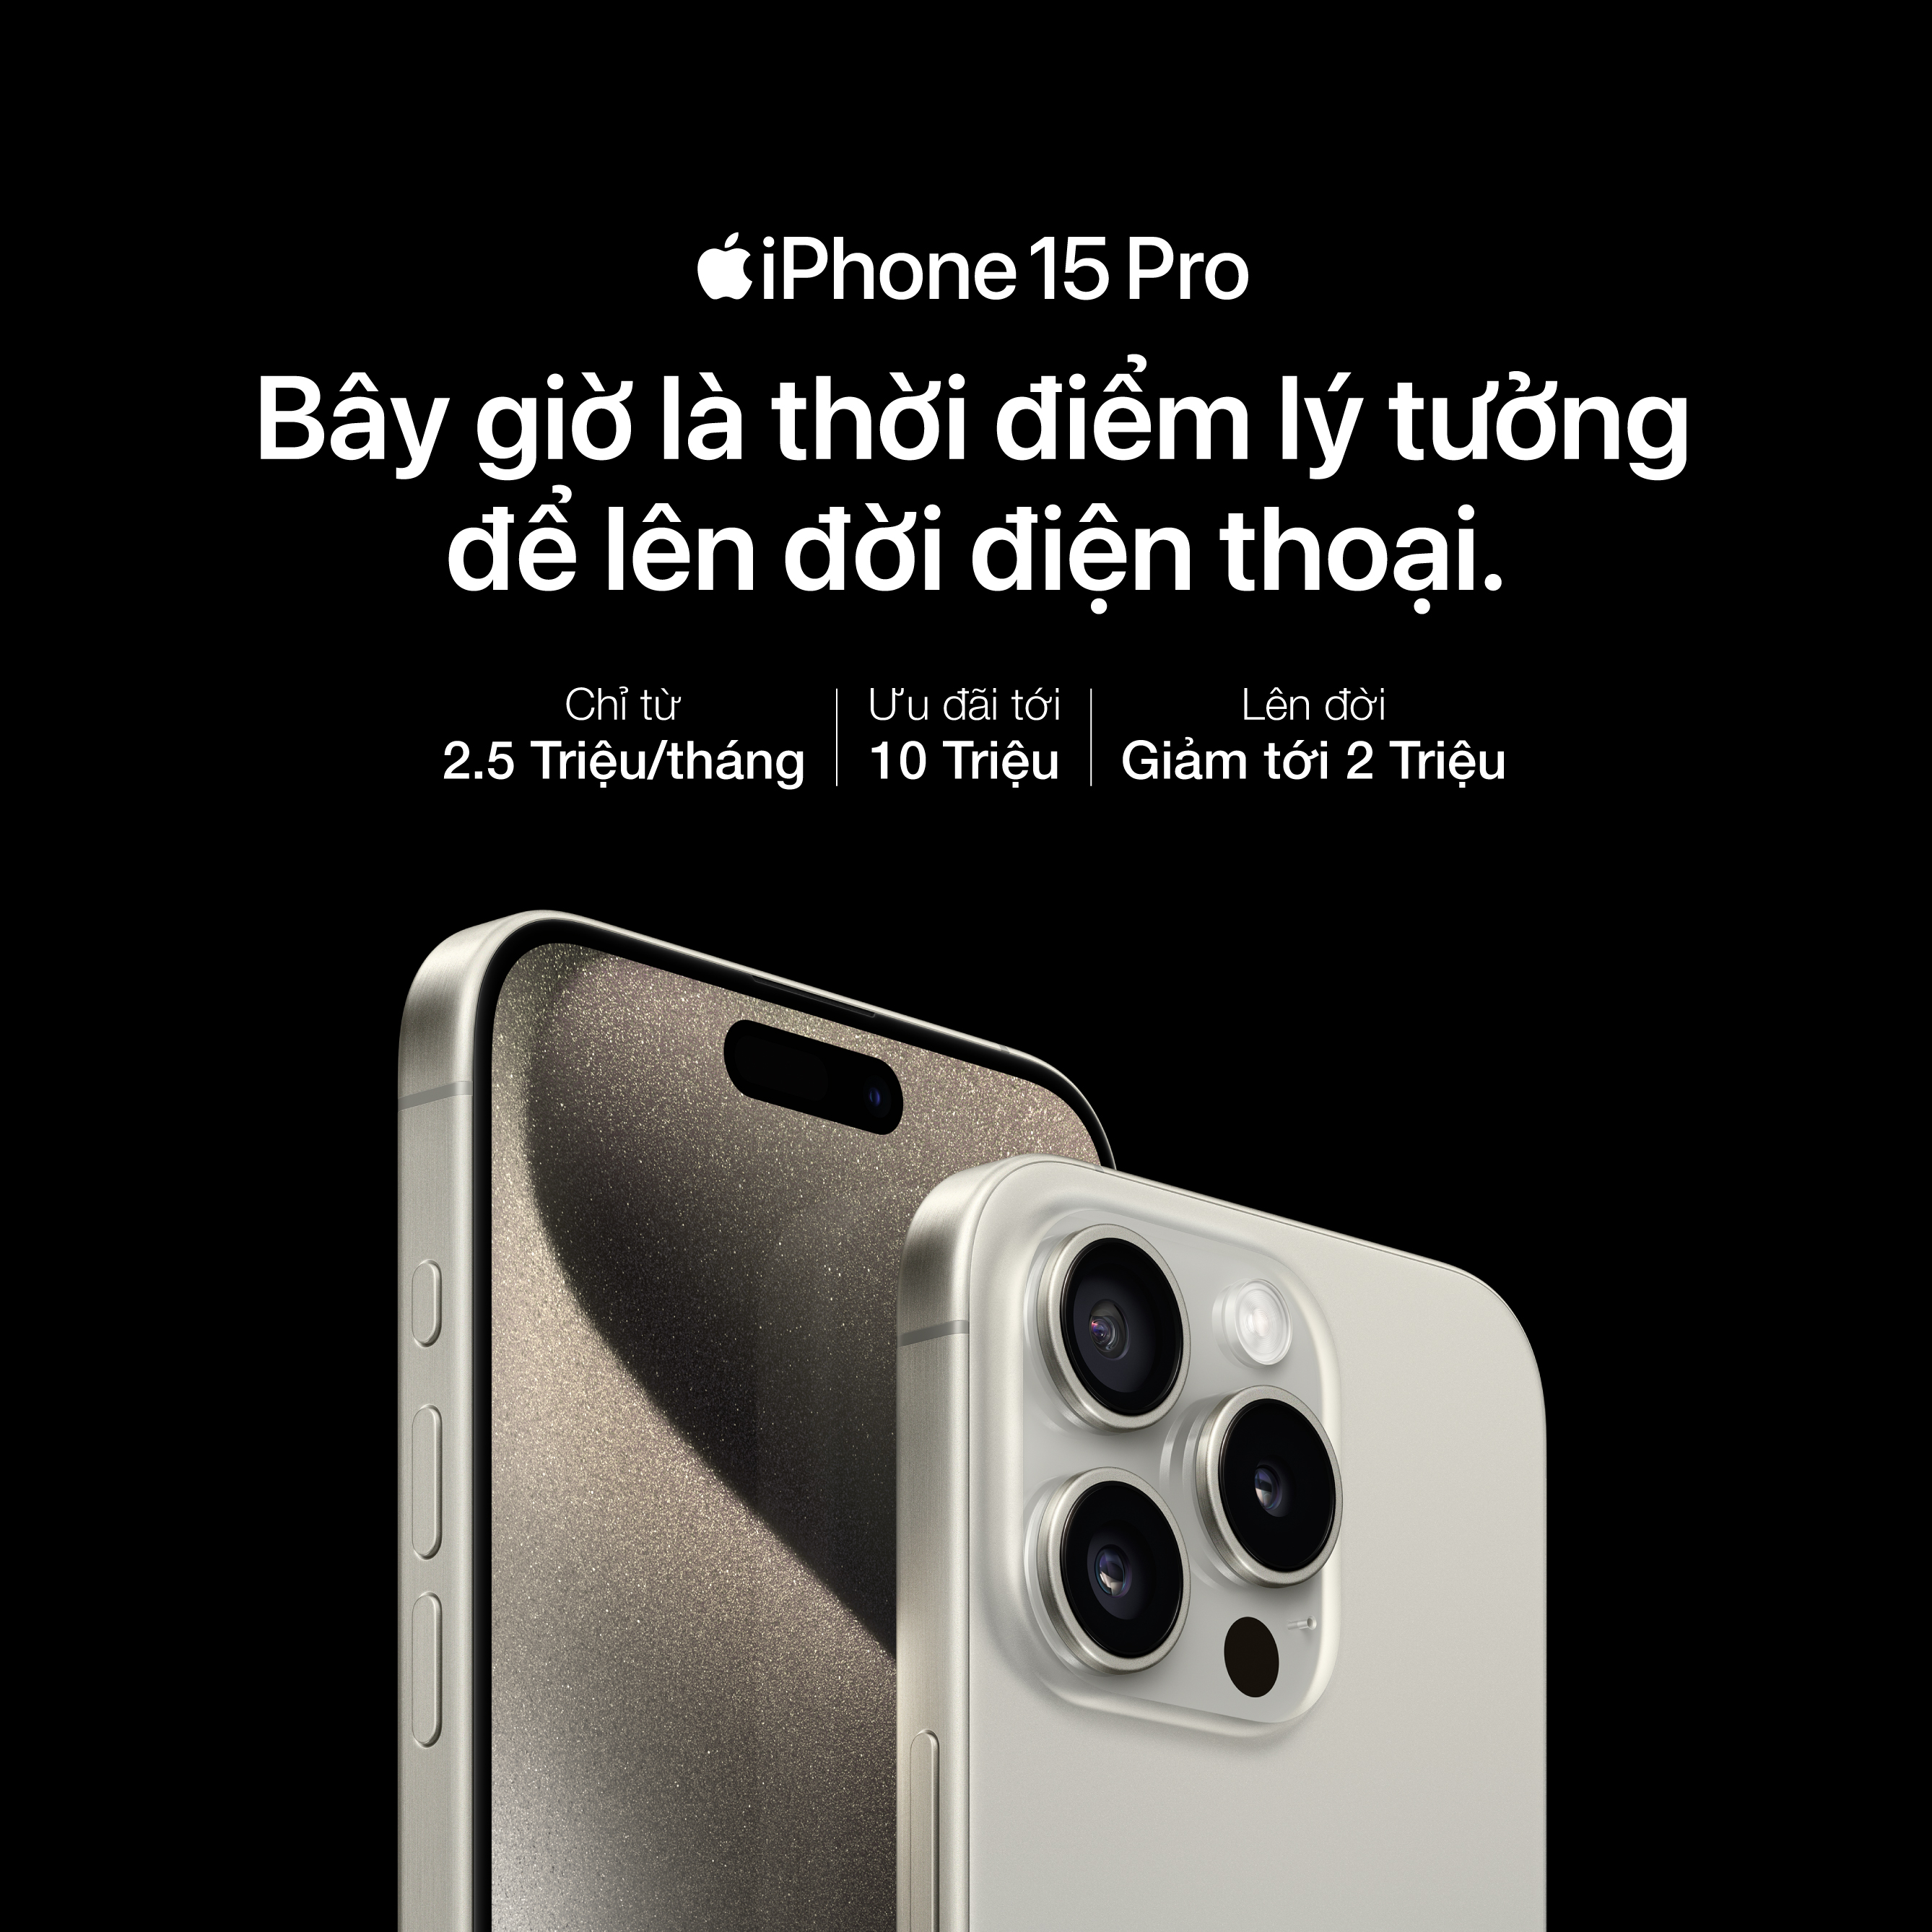 iPhone 15 Pro
Bây giờ là thời điểm lý tưởng
để lên đời điện thoại.
Chỉ từ
2.5 Triệu/tháng
Ưu đãi tới
10 Triệu
Lên đời
Giảm tới 2 Triệu